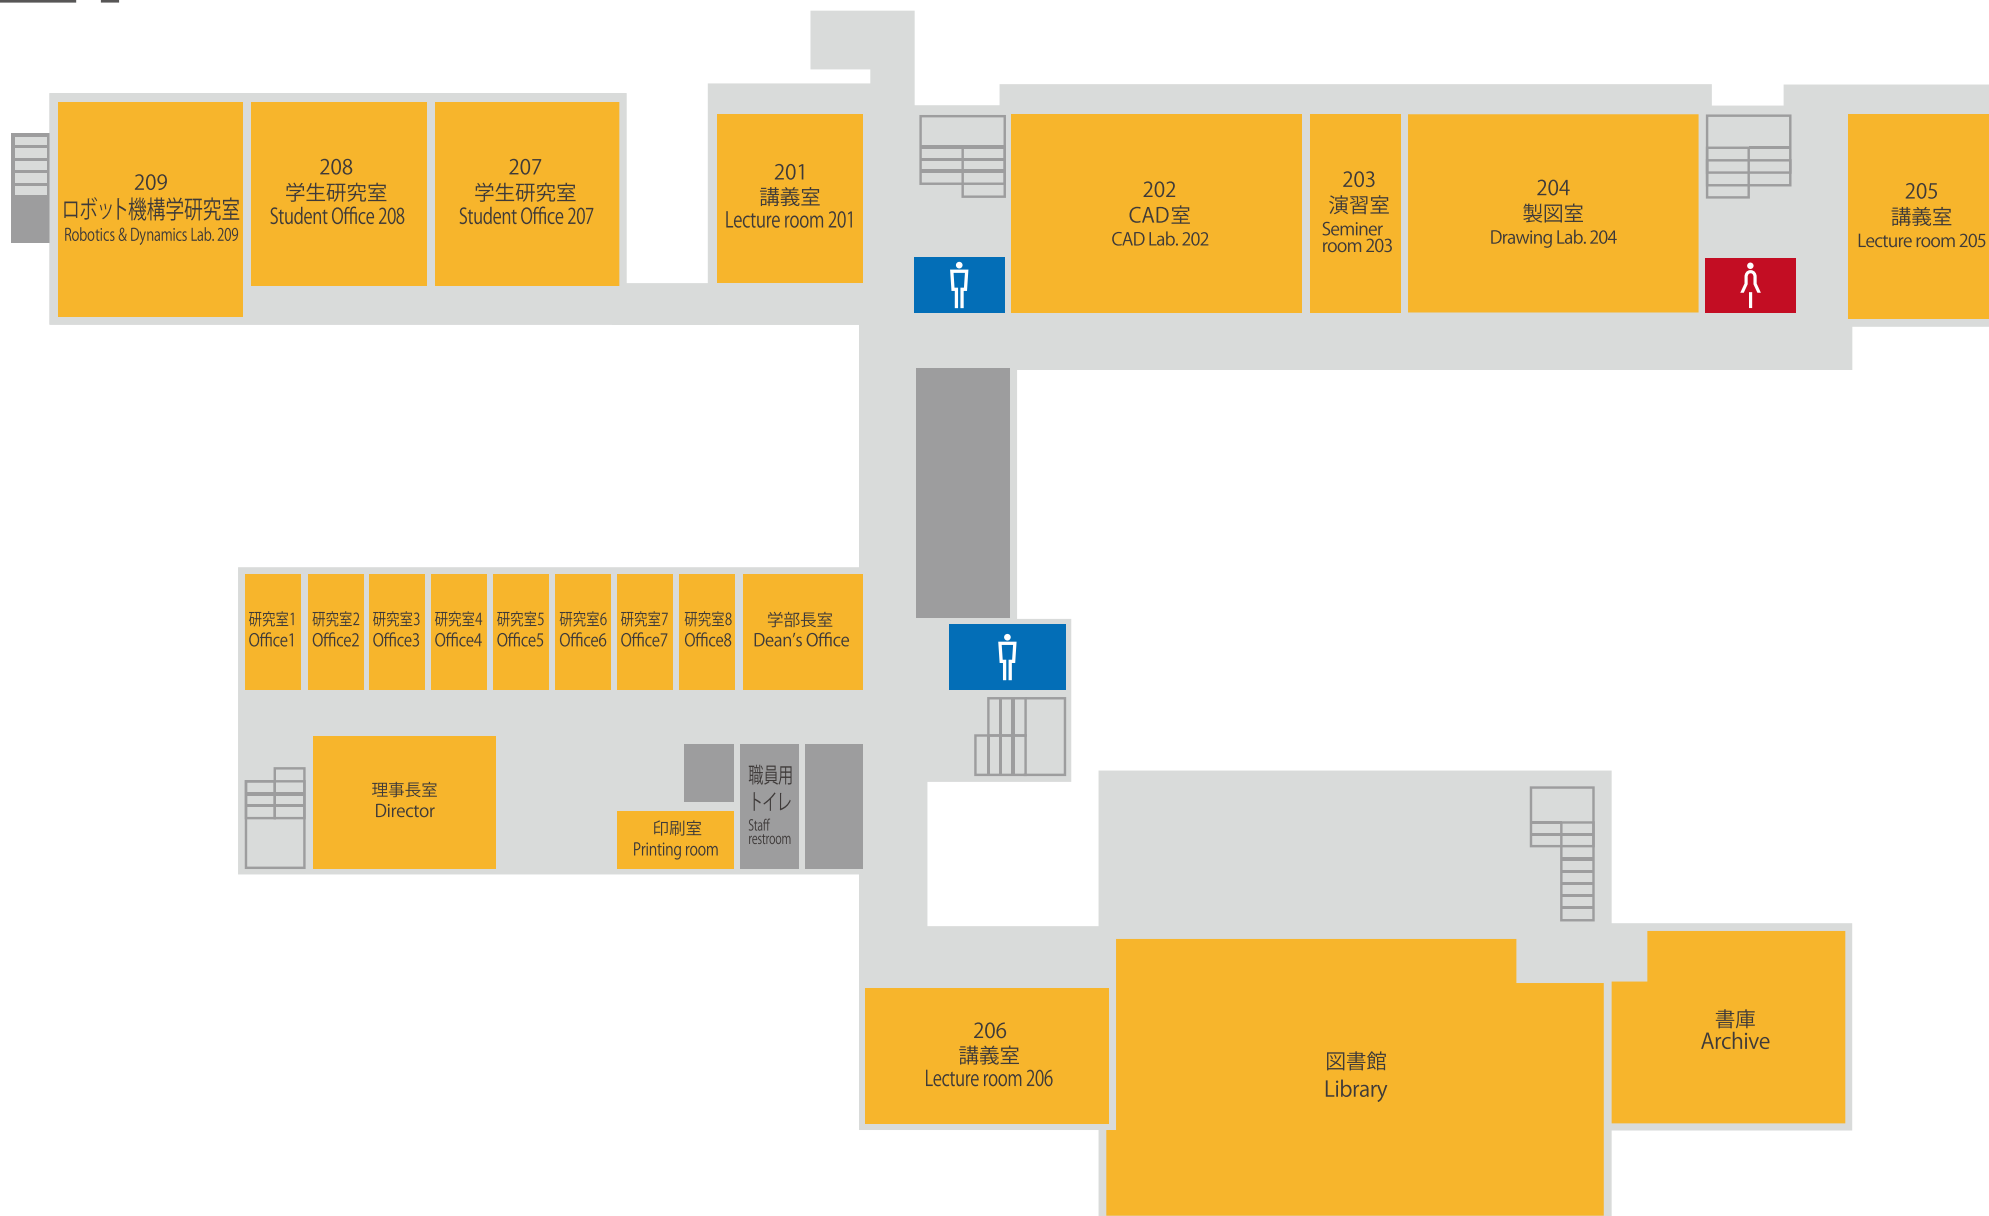 209
ロボット機構学研究室
Robotics & Dynamics Lab. 209
208
学生研究室
Student Office 208
207
学生研究室
Student Office 207
201
講義室
Lecture room 201
202
CAD室
CAD Lab. 202
203
演習室
Seminer
room 203
204
製図室
Drawing Lab. 204
205
講義室
Lecture room 205
研究室1
Office1
研究室2
Office2
研究室3
Office3
研究室4
Office4
研究室5
Office5
研究室6
Office6
研究室7
Office7
研究室8
Office8
学部長室
Dean’s Office
理事長室
Director
印刷室
Printing room
職員用
トイレ
Staff
restroom
206
講義室
Lecture room 206
図書館
Library
書庫
Archive